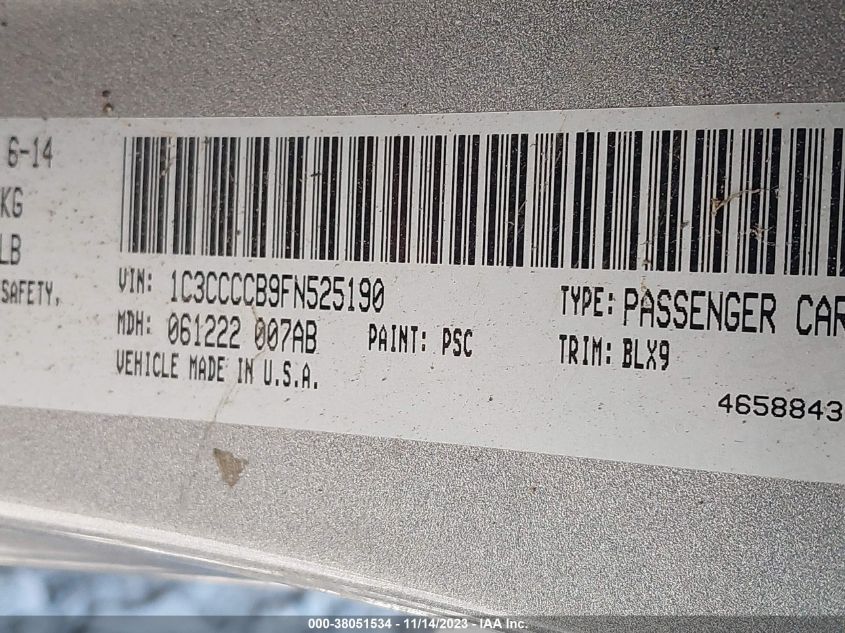 6-14
KG
LB
SAFETY,
VIN: 1C3CCCCB9FN525190
TYPE: PASSENGER CAR
MDH: 061222 007AB
PAINT: PSC
TRIM: BLX9
VEHICLE MADE IN U.S.A.
4658843
000-38051534 - 11/14/2023 - IAA Inc.